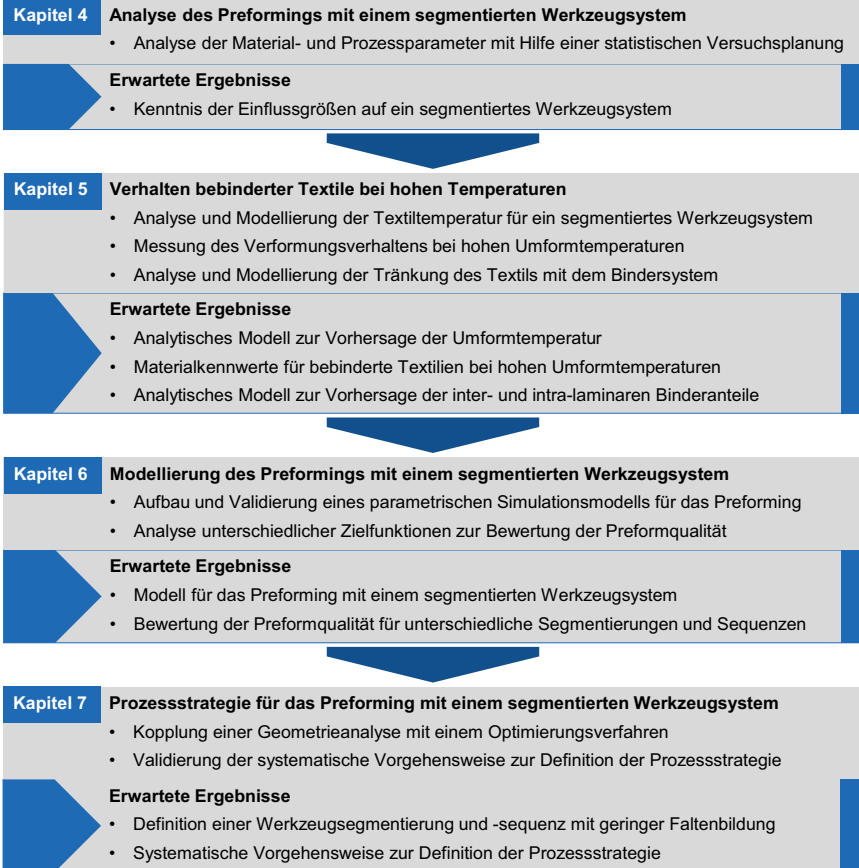 Kapitel 4 Analyse des Preformings mit einem segmentierten Werkzeugsystem
• Analyse der Material- und Prozessparameter mit Hilfe einer statistischen Versuchsplanung
Erwartete Ergebnisse
• Kenntnis der Einflussgrößen auf ein segmentiertes Werkzeugsystem
Kapitel 5 Verhalten bebinderter Textile bei hohen Temperaturen
• Analyse und Modellierung der Textiltemperatur für ein segmentiertes Werkzeugsystem
• Messung des Verformungsverhaltens bei hohen Umformtemperaturen
• Analyse und Modellierung der Tränkung des Textils mit dem Bindersystem
Erwartete Ergebnisse
• Analytisches Modell zur Vorhersage der Umformtemperatur
• Materialkennwerte für bebinderte Textilien bei hohen Umformtemperaturen
• Analytisches Modell zur Vorhersage der inter- und intra-laminaren Binderanteile
Kapitel 6 Modellierung des Preformings mit einem segmentierten Werkzeugsystem
• Aufbau und Validierung eines parametrischen Simulationsmodells für das Preforming
• Analyse unterschiedlicher Zielfunktionen zur Bewertung der Preformqualität
Erwartete Ergebnisse
• Modell für das Preforming mit einem segmentierten Werkzeugsystem
• Bewertung der Preformqualität für unterschiedliche Segmentierungen und Sequenzen
Kapitel 7 Prozessstrategie für das Preforming mit einem segmentierten Werkzeugsystem
• Kopplung einer Geometrieanalyse mit einem Optimierungsverfahren
• Validierung der systematische Vorgehensweise zur Definition der Prozessstrategie
Erwartete Ergebnisse
• Definition einer Werkzeugsegmentierung und -sequenz mit geringer Faltenbildung
• Systematische Vorgehensweise zur Definition der Prozessstrategie